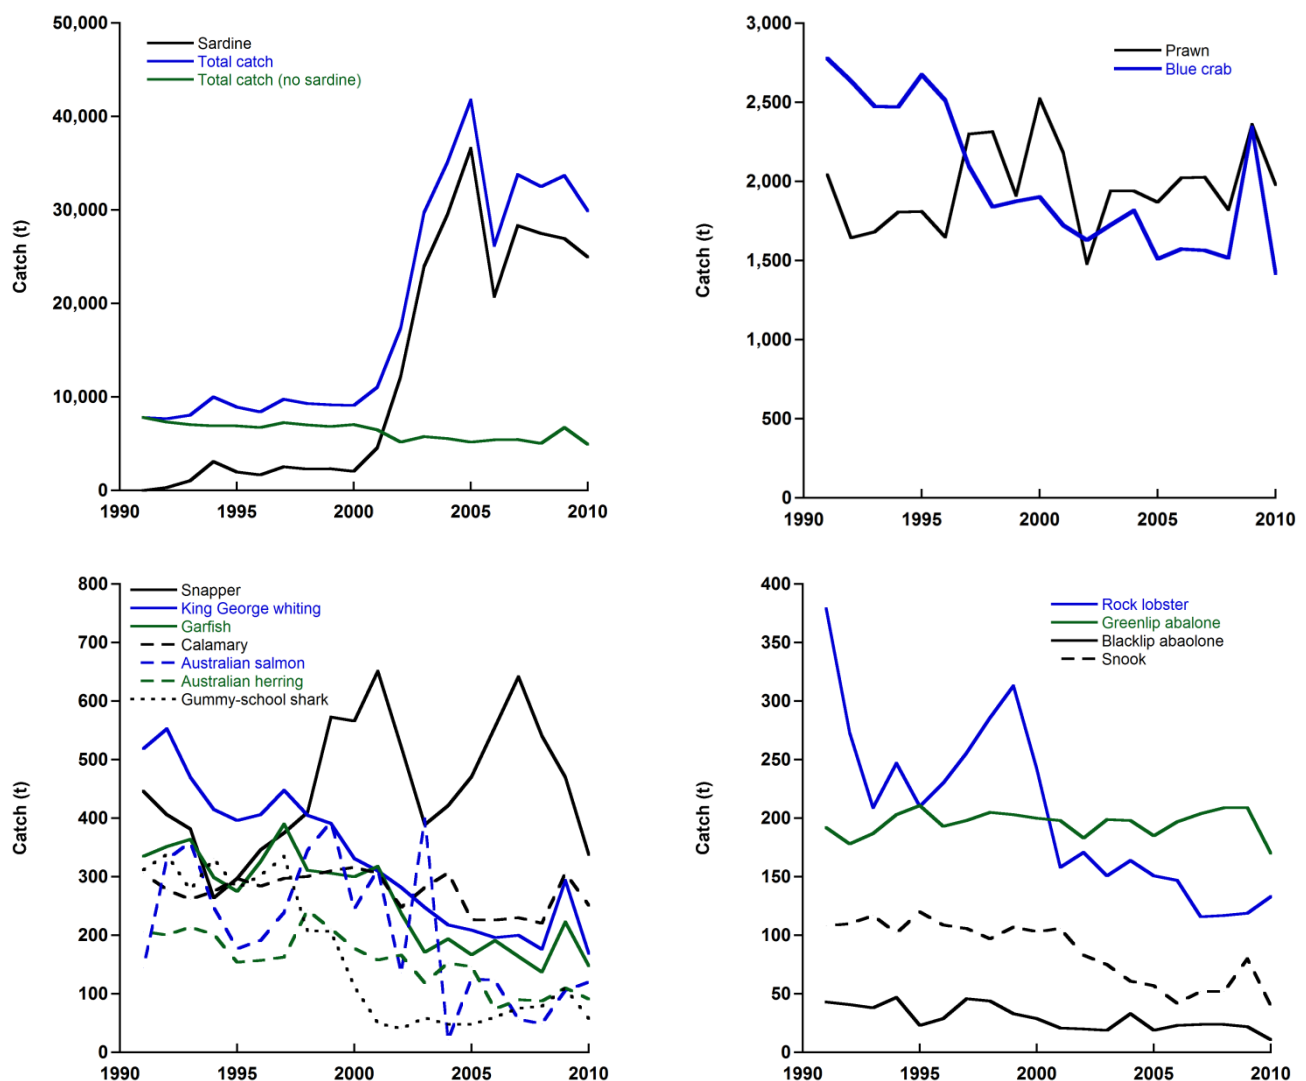 50,000
40,000
30,000
20,000
10,000
0
Catch (t)
1990 1995 2000 2005 2010
Sardine
Total catch
Total catch (no sardine)
3,000
2,500
2,000
1,500
1,000
500
0
Catch (t)
1990 1995 2000 2005 2010
Prawn
Blue crab
800
700
600
500
400
300
200
100
0
Catch (t)
1990 1995 2000 2005 2010
Snapper
King George whiting
Garfish
Calamary
Australian salmon
Australian herring
Gummy-school shark
400
350
300
250
200
150
100
50
0
Catch (t)
1990 1995 2000 2005 2010
Rock lobster
Greenlip abalone
Blacklip abaolone
Snook